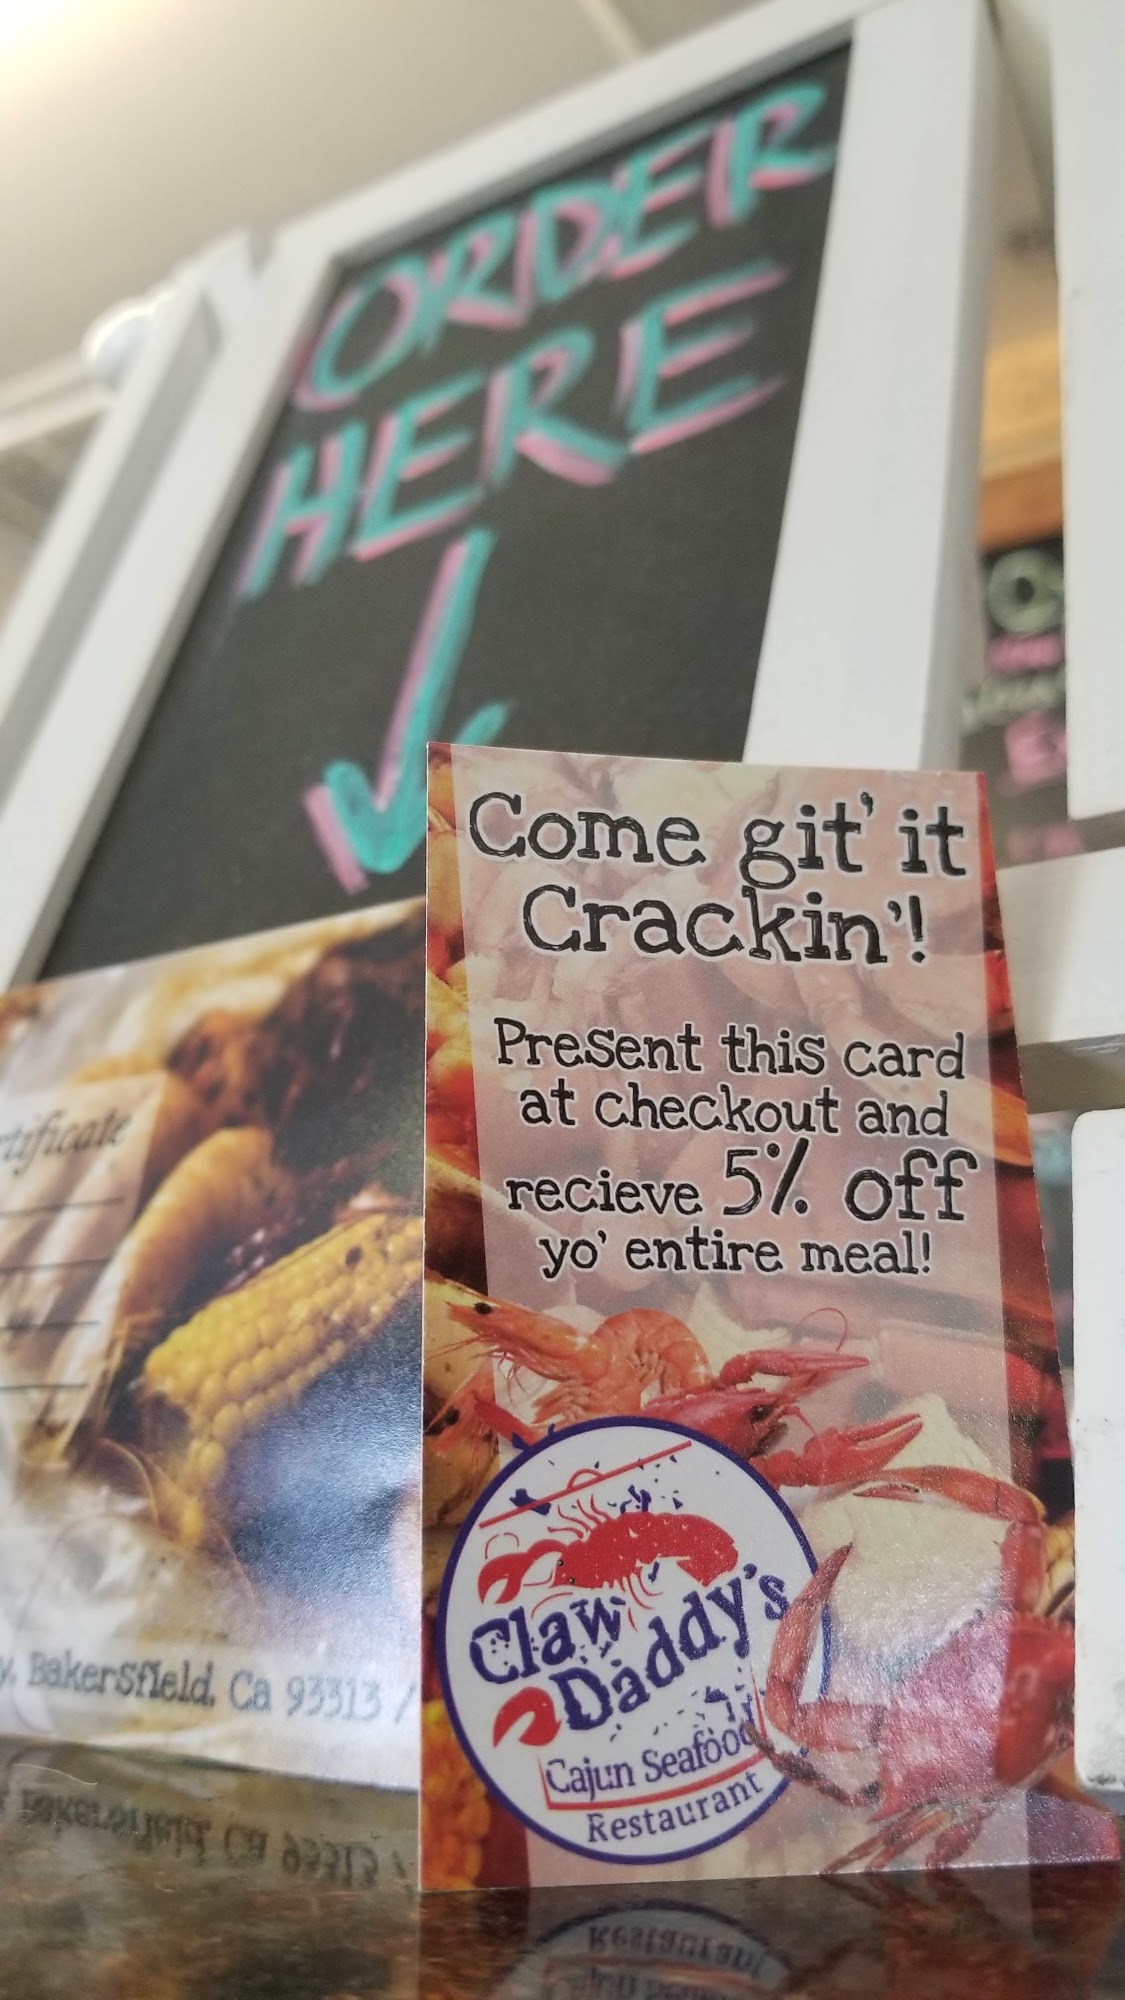 ORDER
HERE
Come git' it
Crackin'!
Present this card
at checkout and
recieve 5% off
yo' entire meal!
Claw
Daddy's
Cajun Seafood
Restaurant
rtificate
y, Bakersfield, Ca 93313 /